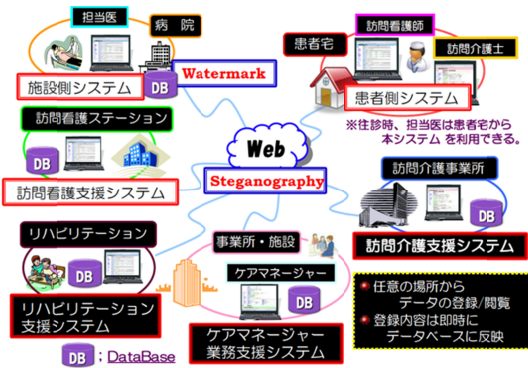 担当医
病 院
DB
施設側システム
Watermark
訪問看護師
患者宅
訪問介護士
患者側システム
※往診時、担当医は患者宅から
本システム を利用できる。
訪問看護ステーション
DB
訪問看護支援システム
Web
Steganography
訪問介護事業所
DB
訪問介護支援システム
リハビリテーション
DB
リハビリテーション
支援システム
事業所・施設
ケアマネージャー
DB
ケアマネージャー
業務支援システム
任意の場所から
データの登録/閲覧
登録内容は即時に
データベースに反映
DB ; DataBase